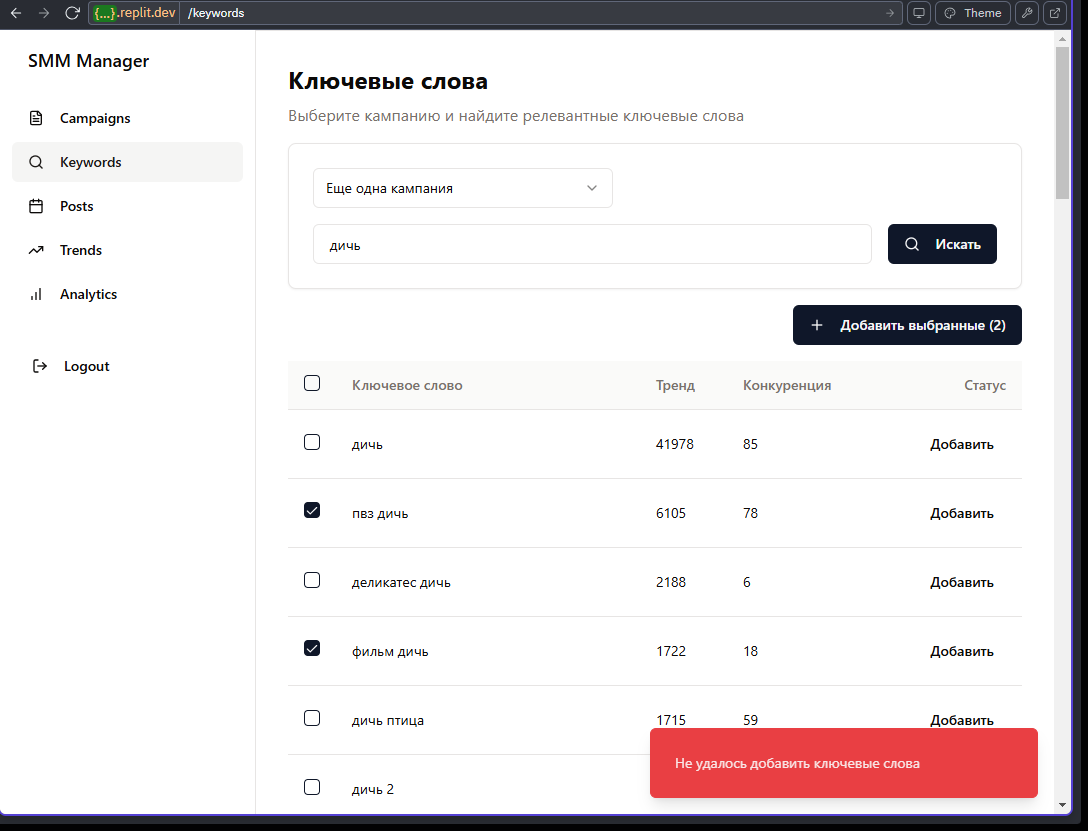 {...}.replit.dev /keywords Theme
SMM Manager
Campaigns
Keywords
Posts
Trends
Analytics
Logout
Ключевые слова
Выберите кампанию и найдите релевантные ключевые слова
Еще одна кампания
дичь Искать
Добавить выбранные (2)
Ключевое слово Тренд Конкуренция Статус
дичь 41978 85 Добавить
пвз дичь 6105 78 Добавить
деликатес дичь 2188 6 Добавить
фильм дичь 1722 18 Добавить
дичь птица 1715 59 Добавить
дичь 2
Не удалось добавить ключевые слова